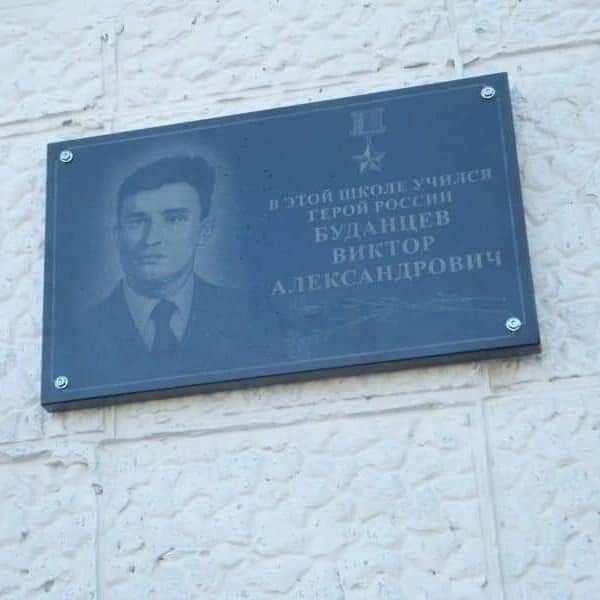 В ЭТОЙ ШКОЛЕ УЧИЛСЯ
ГЕРОЙ РОССИИ
БУДАНЦЕВ
ВИКТОР
АЛЕКСАНДРОВИЧ